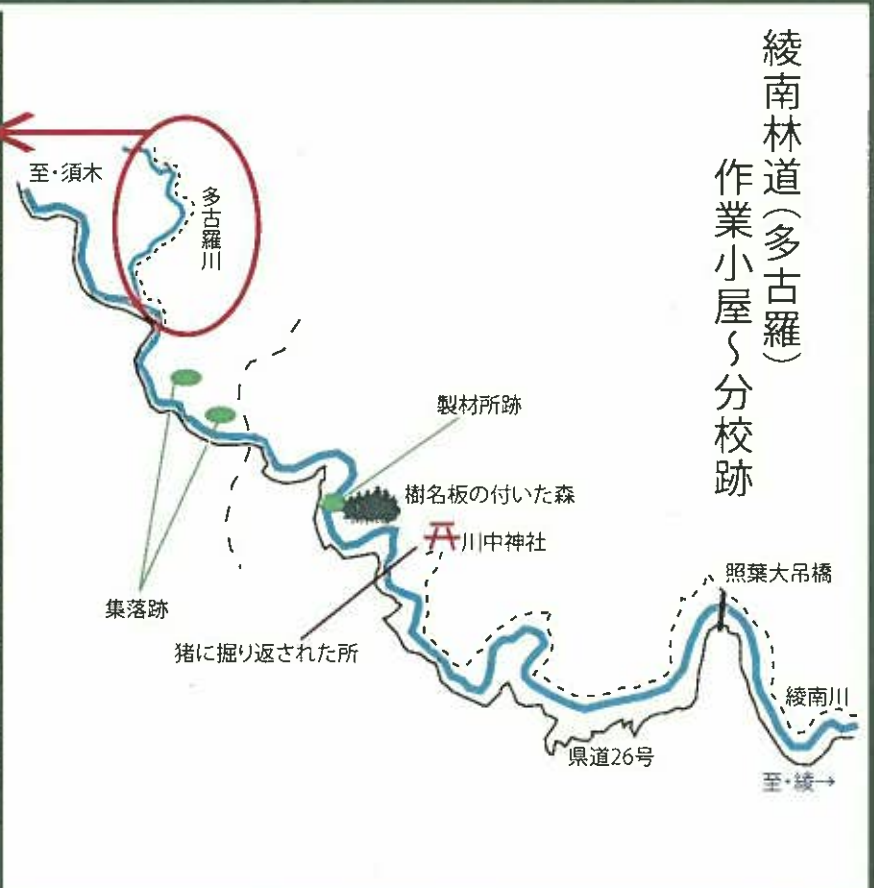 綾南林道（多古羅）
作業小屋～分校跡
至・須木
多古羅川
製材所跡
樹名板の付いた森
川中神社
照葉大吊橋
集落跡
猪に掘り返された所
綾南川
県道26号
至・綾→